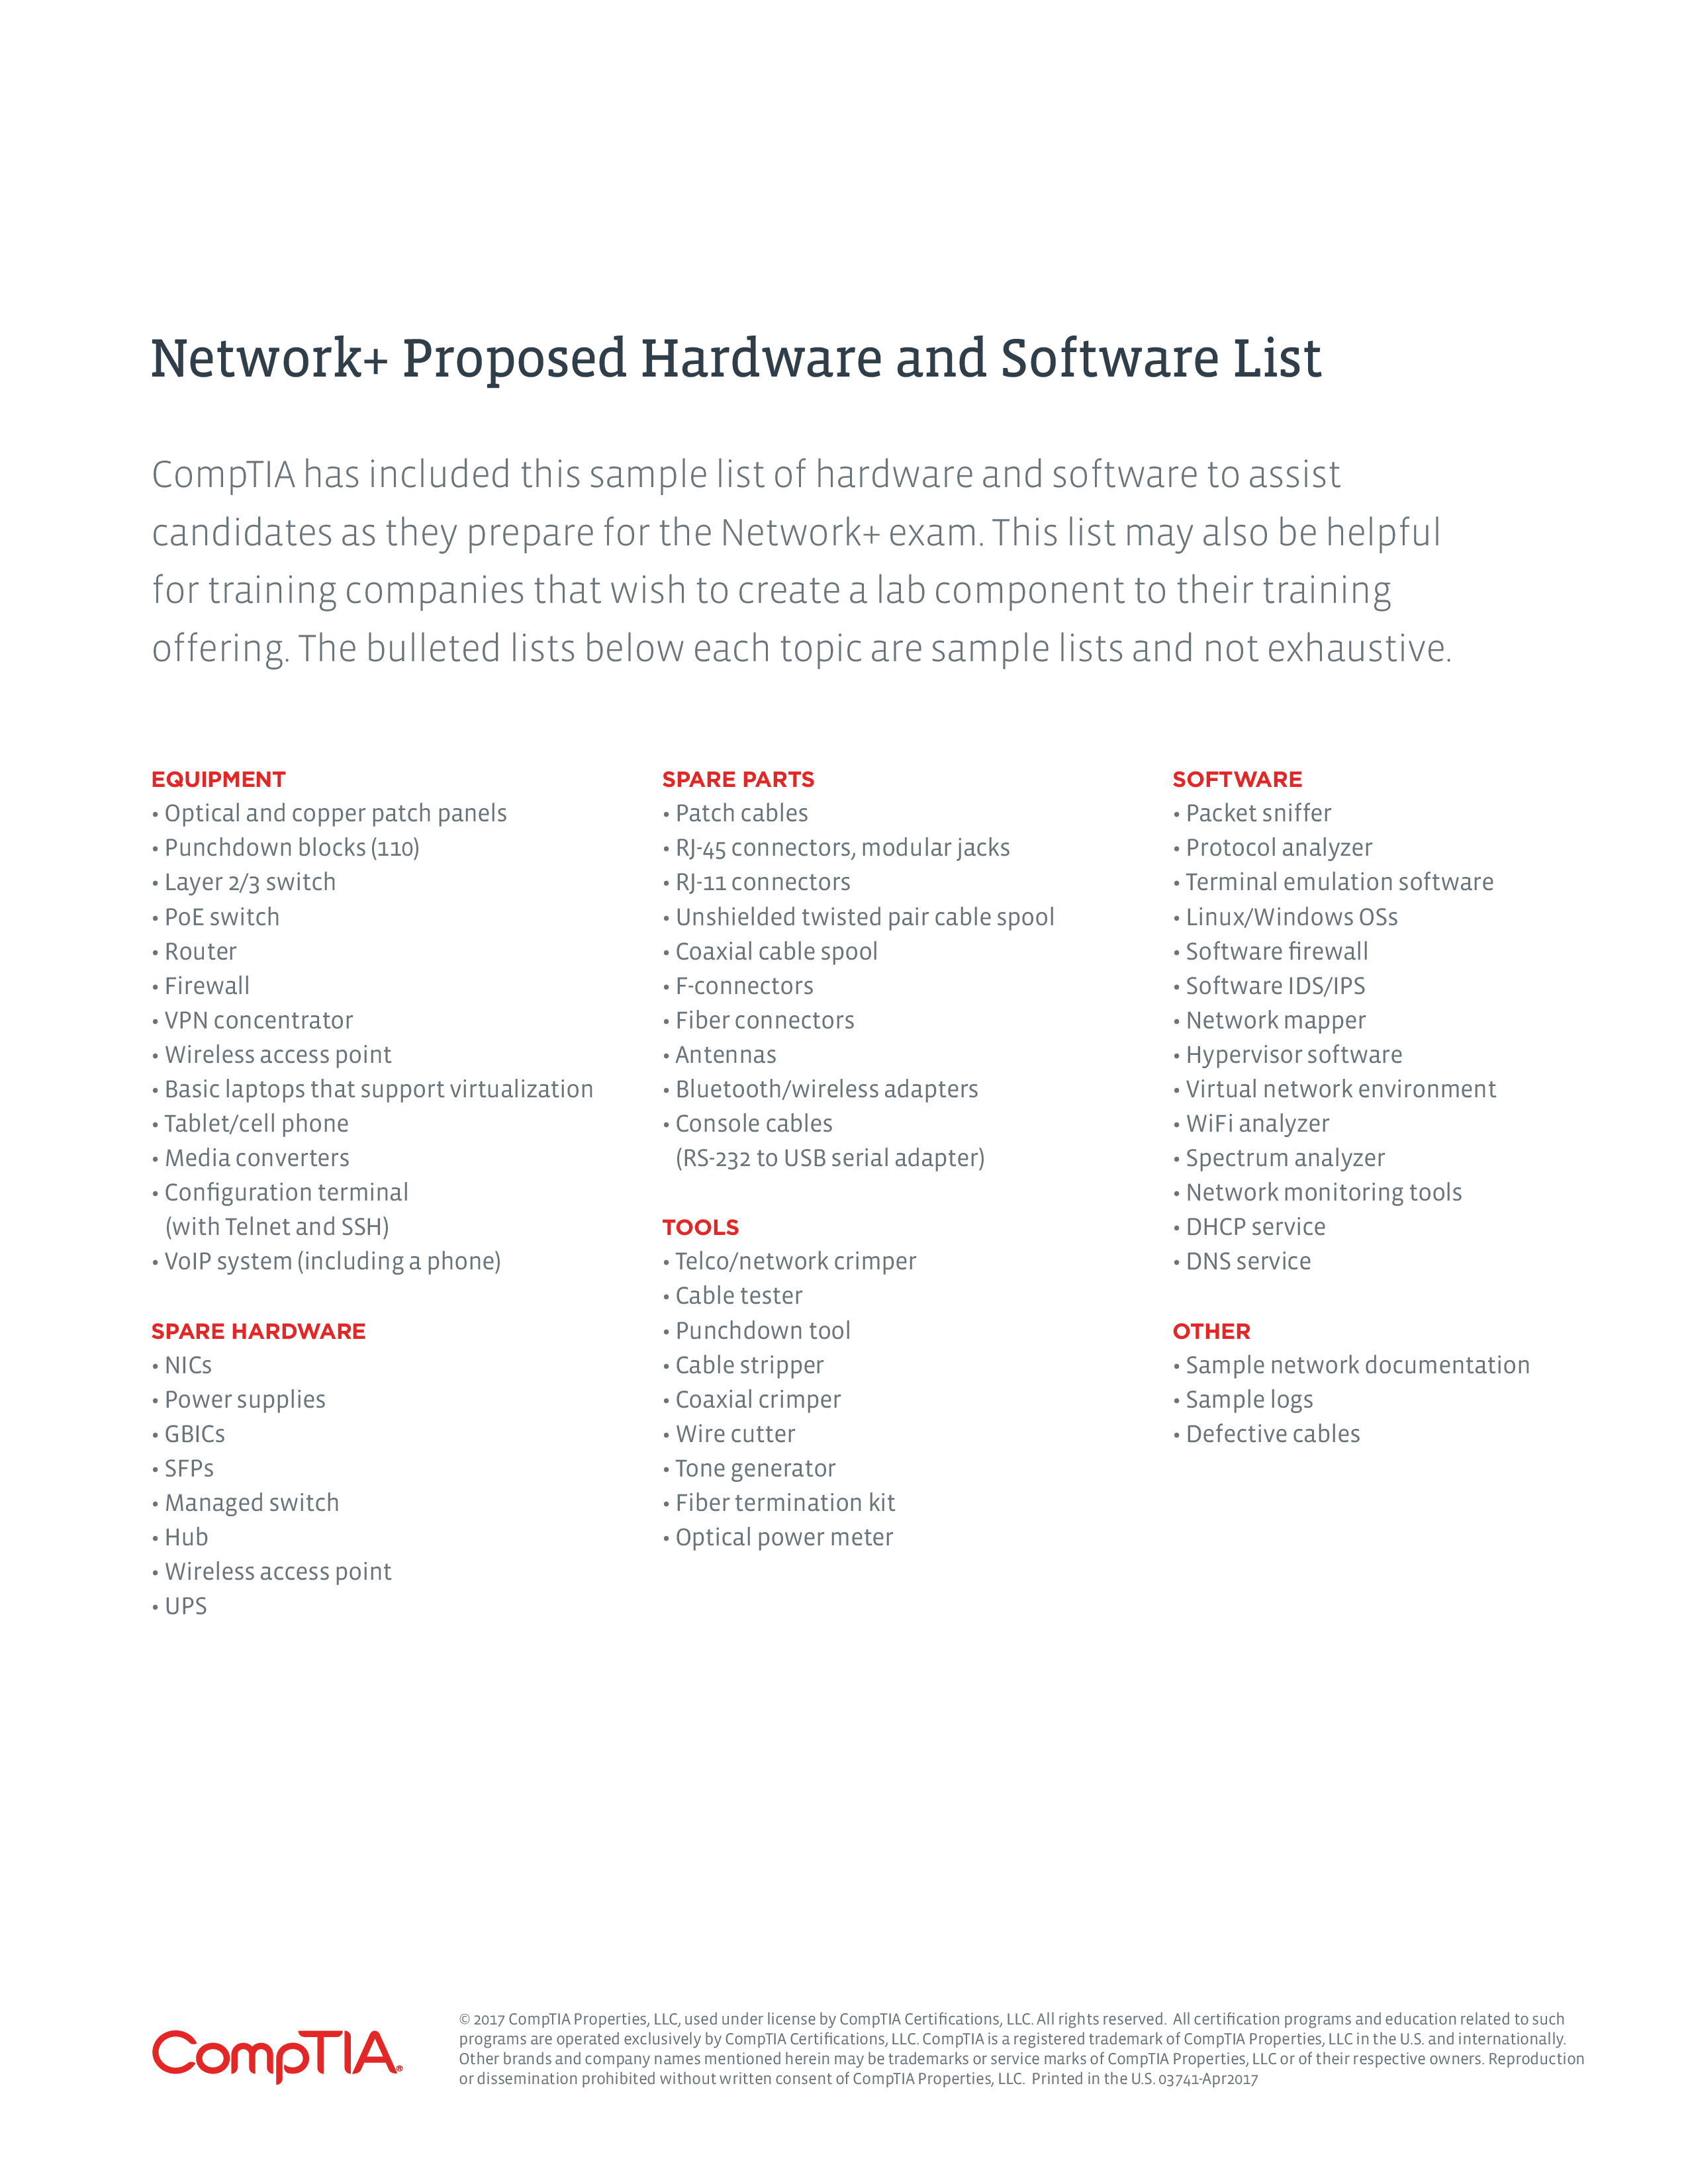 Network+ Proposed Hardware and Software List
CompTIA has included this sample list of hardware and software to assist
candidates as they prepare for the Network+ exam. This list may also be helpful
for training companies that wish to create a lab component to their training
offering. The bulleted lists below each topic are sample lists and not exhaustive.
EQUIPMENT
• Optical and copper patch panels
• Punchdown blocks (110)
• Layer 2/3 switch
• PoE switch
• Router
• Firewall
• VPN concentrator
• Wireless access point
• Basic laptops that support virtualization
• Tablet/cell phone
• Media converters
• Configuration terminal
(with Telnet and SSH)
• VoIP system (including a phone)
SPARE HARDWARE
• NICs
• Power supplies
• GBICs
• SFPs
• Managed switch
• Hub
• Wireless access point
• UPS
SPARE PARTS
• Patch cables
• RJ-45 connectors, modular jacks
• RJ-11 connectors
• Unshielded twisted pair cable spool
• Coaxial cable spool
• F-connectors
• Fiber connectors
• Antennas
• Bluetooth/wireless adapters
• Console cables
(RS-232 to USB serial adapter)
TOOLS
• Telco/network crimper
• Cable tester
• Punchdown tool
• Cable stripper
• Coaxial crimper
• Wire cutter
• Tone generator
• Fiber termination kit
• Optical power meter
SOFTWARE
• Packet sniffer
• Protocol analyzer
• Terminal emulation software
• Linux/Windows OSs
• Software firewall
• Software IDS/IPS
• Network mapper
• Hypervisor software
• Virtual network environment
• WiFi analyzer
• Spectrum analyzer
• Network monitoring tools
• DHCP service
• DNS service
OTHER
• Sample network documentation
• Sample logs
• Defective cables
CompTIA®
© 2017 CompTIA Properties, LLC, used under license by CompTIA Certifications, LLC. All rights reserved. All certification programs and education related to such
programs are operated exclusively by CompTIA Certifications, LLC. CompTIA is a registered trademark of CompTIA Properties, LLC in the U.S. and internationally.
Other brands and company names mentioned herein may be trademarks or service marks of CompTIA Properties, LLC or of their respective owners. Reproduction
or dissemination prohibited without written consent of CompTIA Properties, LLC. Printed in the U.S. 03741-Apr2017